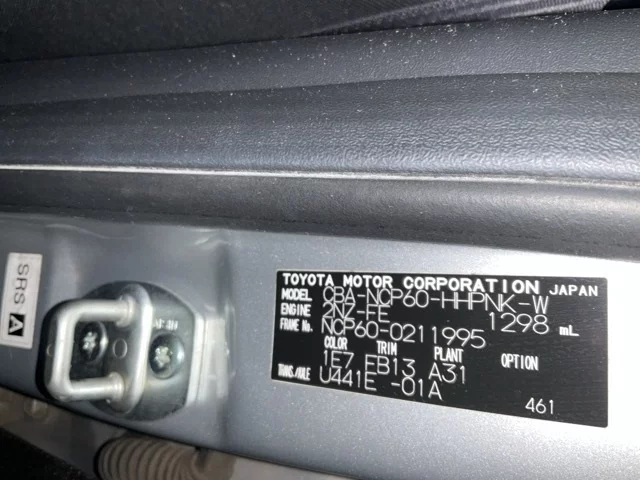 TOYOTA MOTOR CORPORATION JAPAN
MODEL CBA-NCP60-HHPNK-W
ENGINE 2NZ-FE 1298 mL
FRAME No. NCP60-0211995
COLOR TRIM PLANT OPTION
1E7 FB13 A31
TRANS./AXLE U441E -01A
461
SRS A